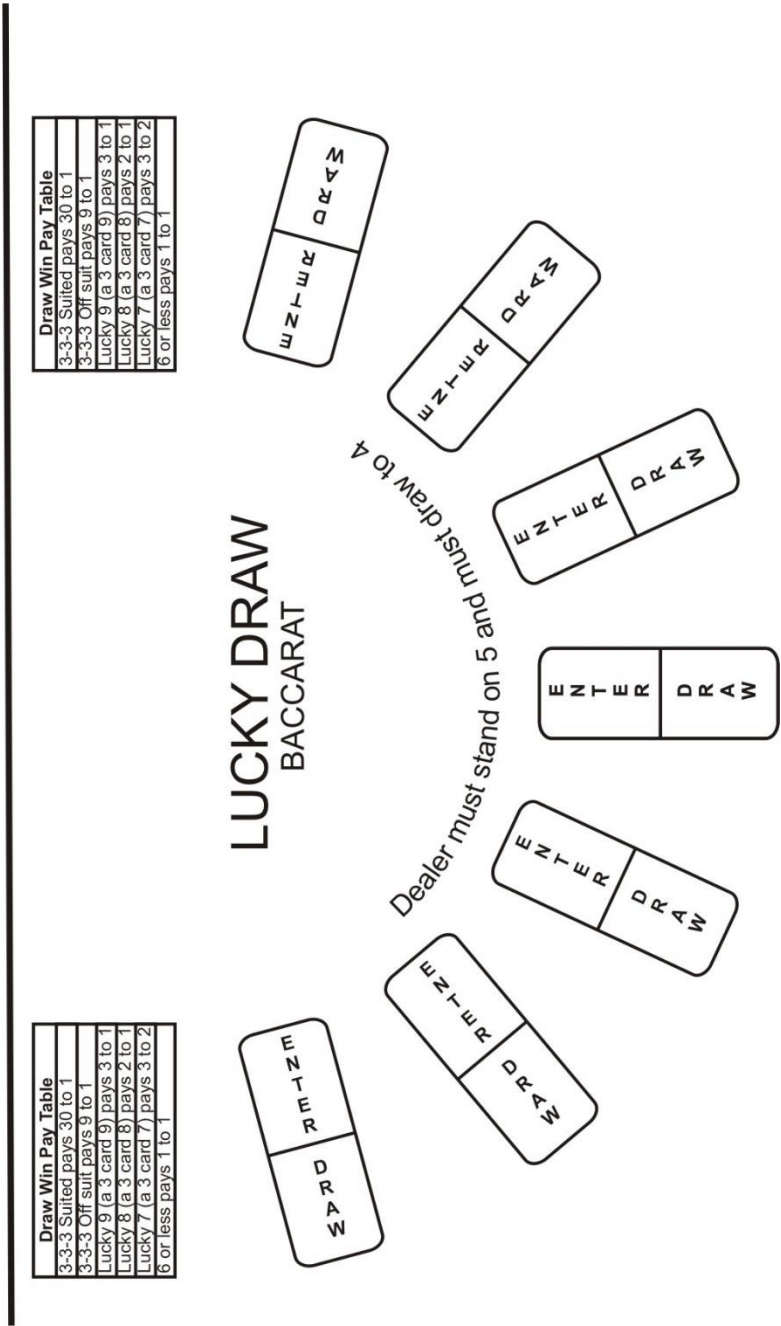 Draw Win Pay Table
3-3-3 Suited pays 30 to 1
3-3-3 Off suit pays 9 to 1
Lucky 9 (a 3 card 9) pays 3 to 1
Lucky 8 (a 3 card 8) pays 2 to 1
Lucky 7 (a 3 card 7) pays 3 to 2
6 or less pays 1 to 1
Draw Win Pay Table
3-3-3 Suited pays 30 to 1
3-3-3 Off suit pays 9 to 1
Lucky 9 (a 3 card 9) pays 3 to 1
Lucky 8 (a 3 card 8) pays 2 to 1
Lucky 7 (a 3 card 7) pays 3 to 2
6 or less pays 1 to 1
LUCKY DRAW
BACCARAT
Dealer must stand on 5 and must draw to 4
ENTER
DRAW
ENTER
DRAW
ENTER
DRAW
ENTER
DRAW
ENTER
DRAW
ENTER
DRAW
ENTER
DRAW